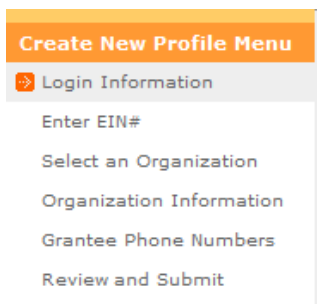 Create New Profile Menu
Login Information
Enter EIN#
Select an Organization
Organization Information
Grantee Phone Numbers
Review and Submit